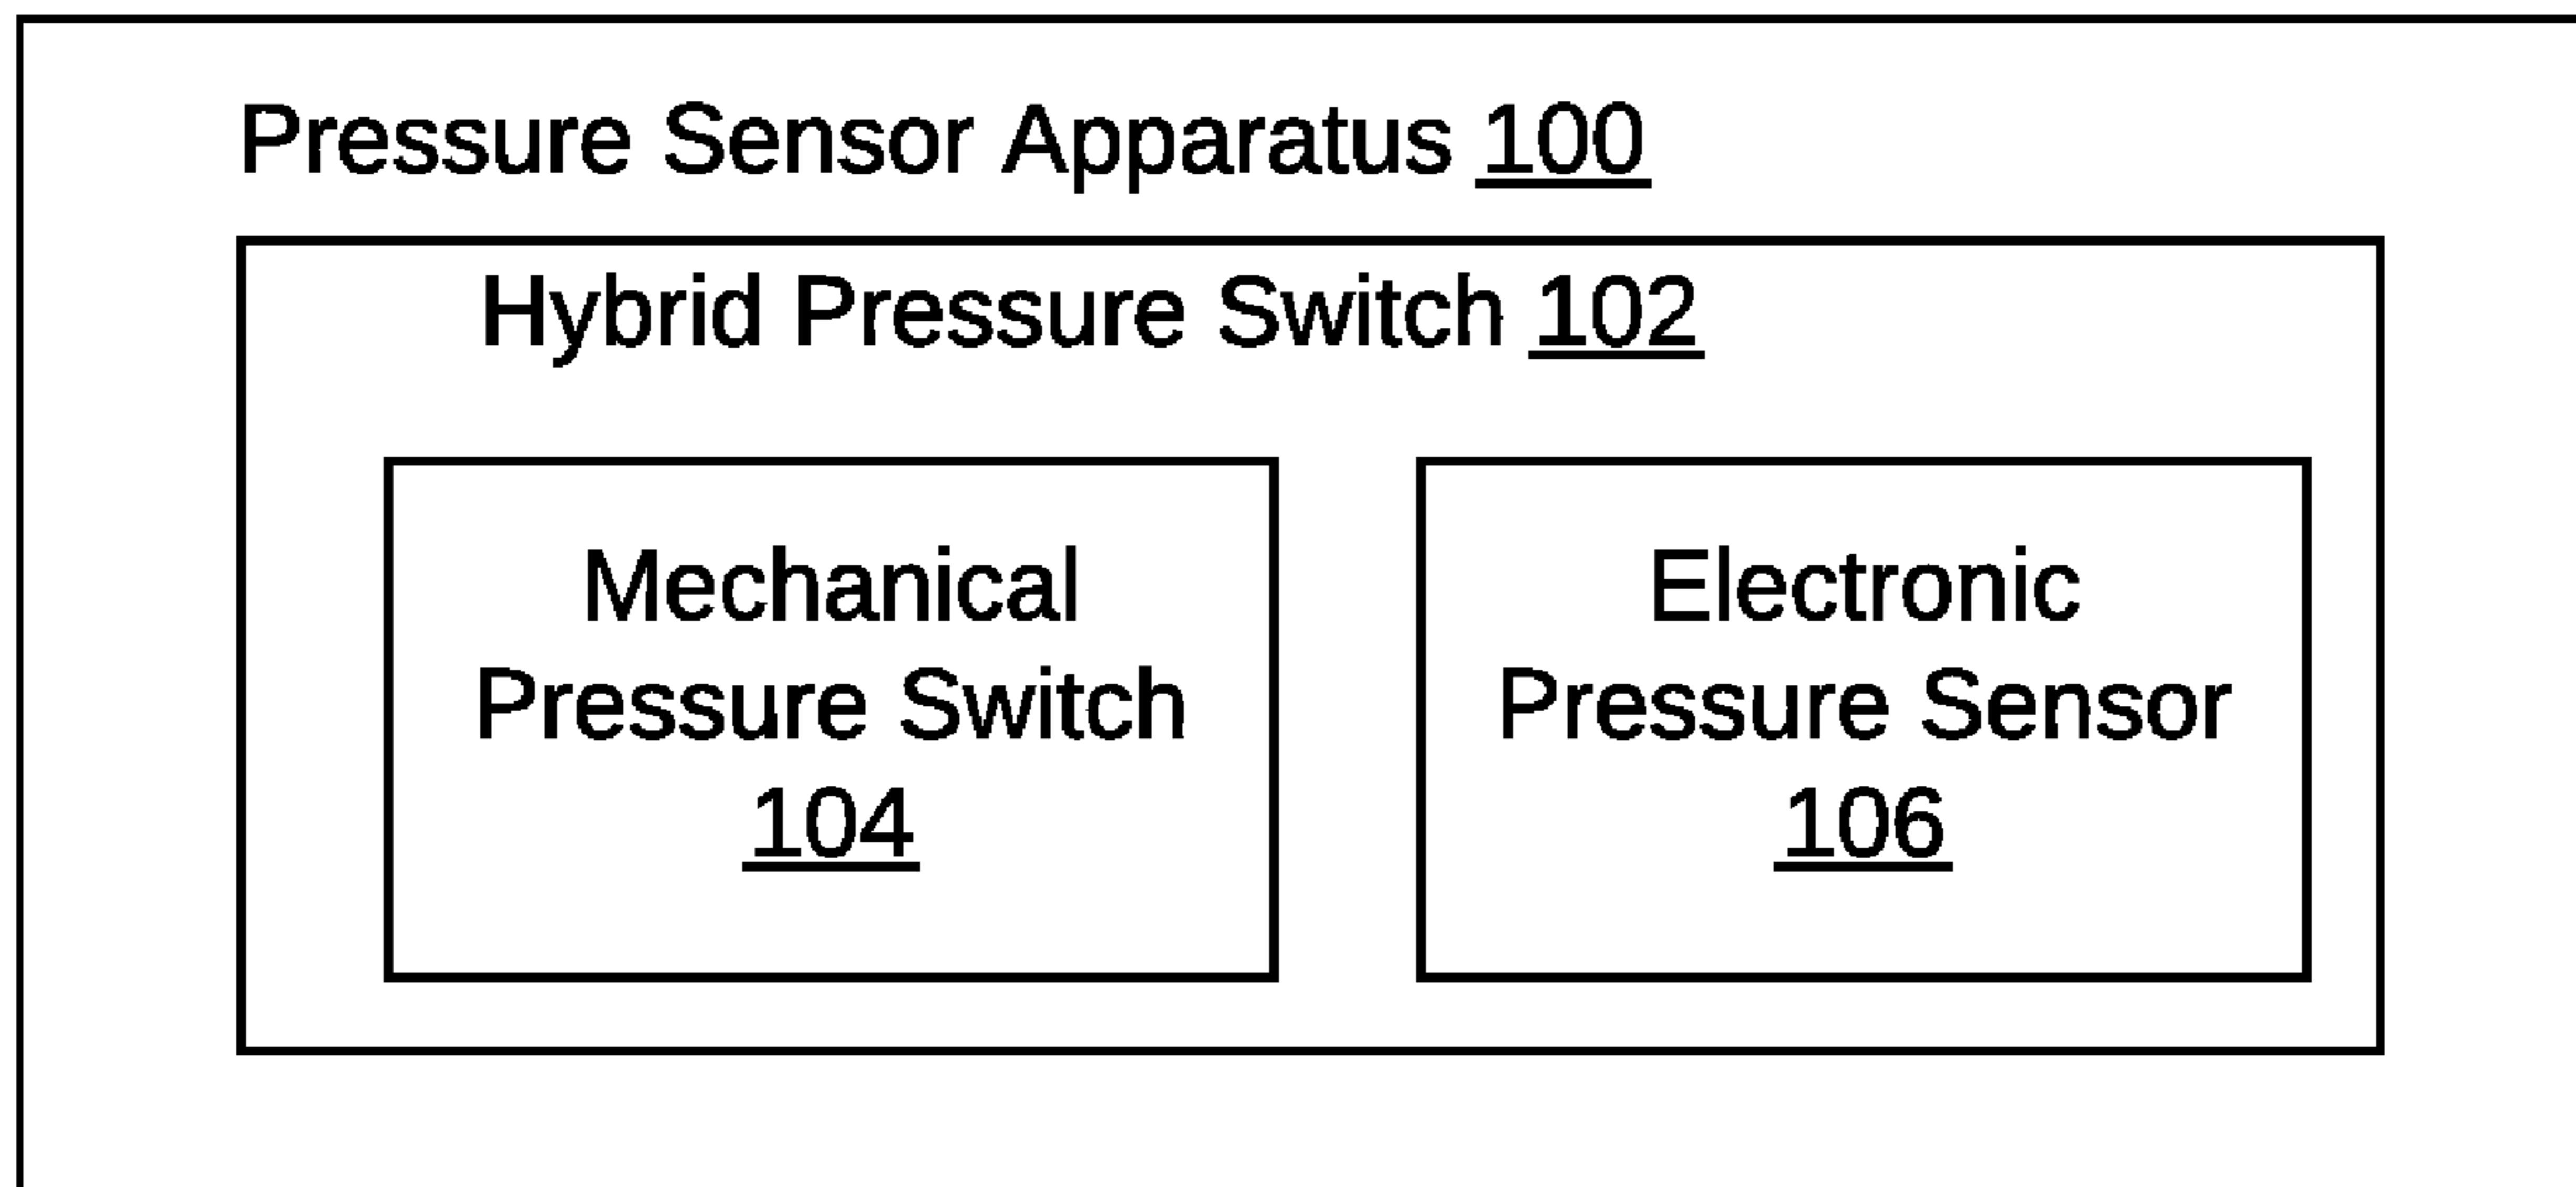 Pressure Sensor Apparatus 100
Hybrid Pressure Switch 102
Mechanical
Pressure Switch
104
Electronic
Pressure Sensor
106